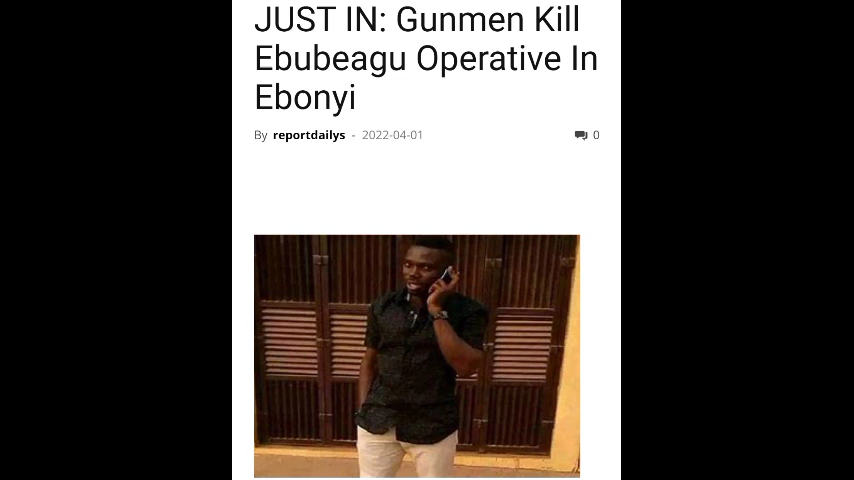 JUST IN: Gunmen Kill
Ebubeagu Operative In
Ebonyi
By reportdailys - 2022-04-01 0